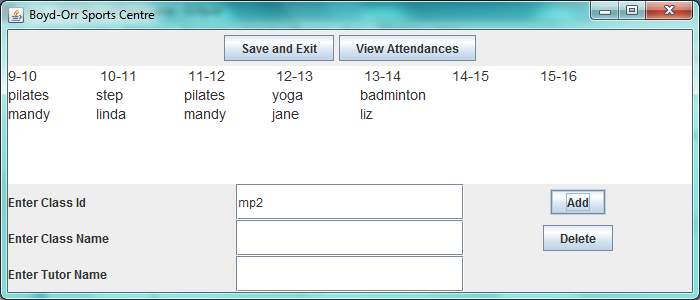 Boyd-Orr Sports Centre
Save and Exit View Attendances
9-10 10-11 11-12 12-13 13-14 14-15 15-16
pilates step pilates yoga badminton
mandy linda mandy jane liz
Enter Class Id mp2 Add
Enter Class Name Delete
Enter Tutor Name